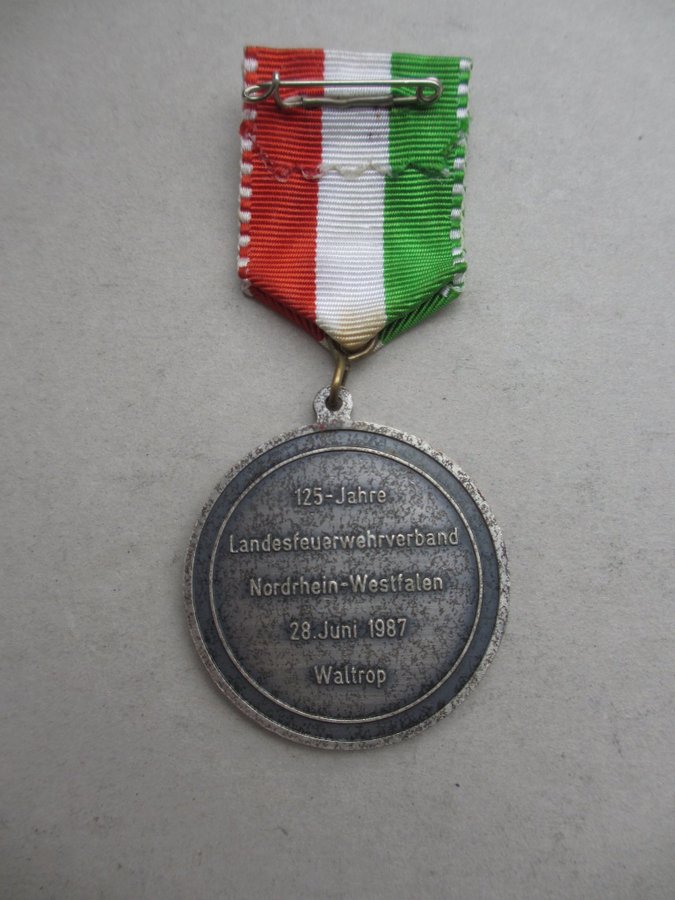 125-Jahre
Landesfeuerwehrverband
Nordrhein-Westfalen
28.Juni 1987
Waltrop